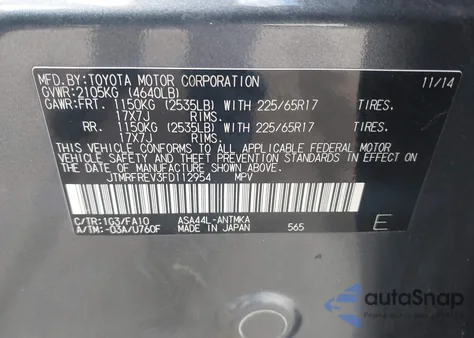 MFD.BY:TOYOTA MOTOR CORPORATION 11/14
GVWR:2105KG (4640LB)
GAWR:FRT. 1150KG (2535LB) WITH 225/65R17 TIRES.
17X7J RIMS.
RR. 1150KG (2535LB) WITH 225/65R17 TIRES.
17X7J RIMS.
THIS VEHICLE CONFORMS TO ALL APPLICABLE FEDERAL MOTOR
VEHICLE SAFETY AND THEFT PREVENTION STANDARDS IN EFFECT ON
THE DATE OF MANUFACTURE SHOWN ABOVE.
JTMRFREV3FD112954 MPV
C/TR:1G3/FA10 ASA44L-ANTMKA
A/TM:-03A/U760F MADE IN JAPAN 565 E
autoSnap